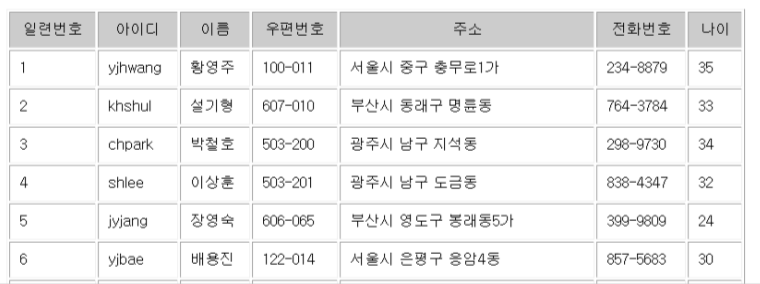 일련번호 아이디 이름 우편번호 주소 전화번호 나이
1 yjhwang 황영주 100-011 서울시 중구 충무로1가 234-8879 35
2 khshul 설기형 607-010 부산시 동래구 명륜동 764-3784 33
3 chpark 박철호 503-200 광주시 남구 지석동 298-9730 34
4 shlee 이상훈 503-201 광주시 남구 도금동 838-4347 32
5 jyjang 장영숙 606-065 부산시 영도구 봉래동5가 399-9809 24
6 yjbae 배용진 122-014 서울시 은평구 응암4동 857-5683 30